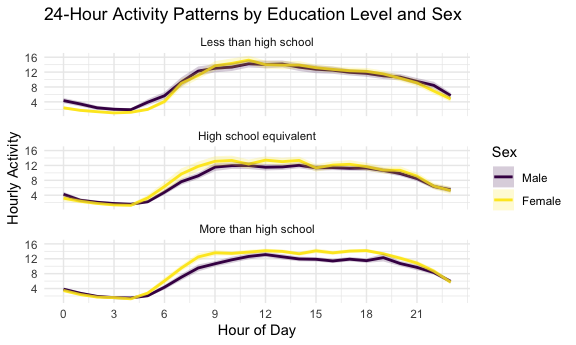 24-Hour Activity Patterns by Education Level and Sex
Less than high school
16
12
8
4
High school equivalent
16
12
8
4
More than high school
16
12
8
4
0 3 6 9 12 15 18 21
Hour of Day
Hourly Activity
Sex
Male
Female